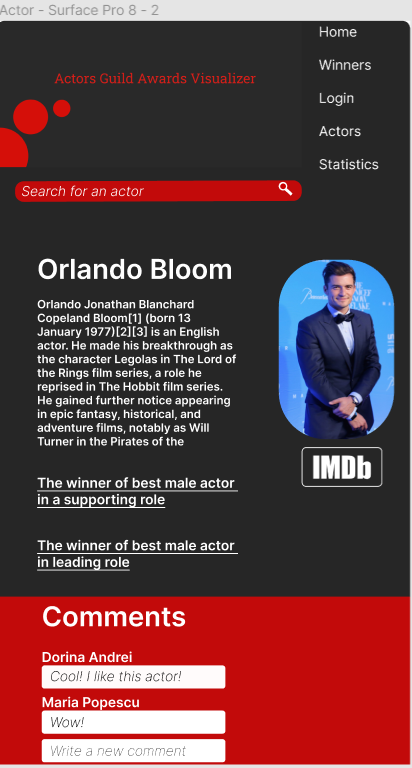 Actor - Surface Pro 8 - 2
Home
Winners
Login
Actors
Statistics
Actors Guild Awards Visualizer
Search for an actor
Orlando Bloom
Orlando Jonathan Blanchard
Copeland Bloom[1] (born 13
January 1977)[2][3] is an English
actor. He made his breakthrough as
the character Legolas in The Lord of
the Rings film series, a role he
reprised in The Hobbit film series.
He gained further notice appearing
in epic fantasy, historical, and
adventure films, notably as Will
Turner in the Pirates of the
IMDb
The winner of best male actor
in a supporting role
The winner of best male actor
in leading role
Comments
Dorina Andrei
Cool! I like this actor!
Maria Popescu
Wow!
Write a new comment